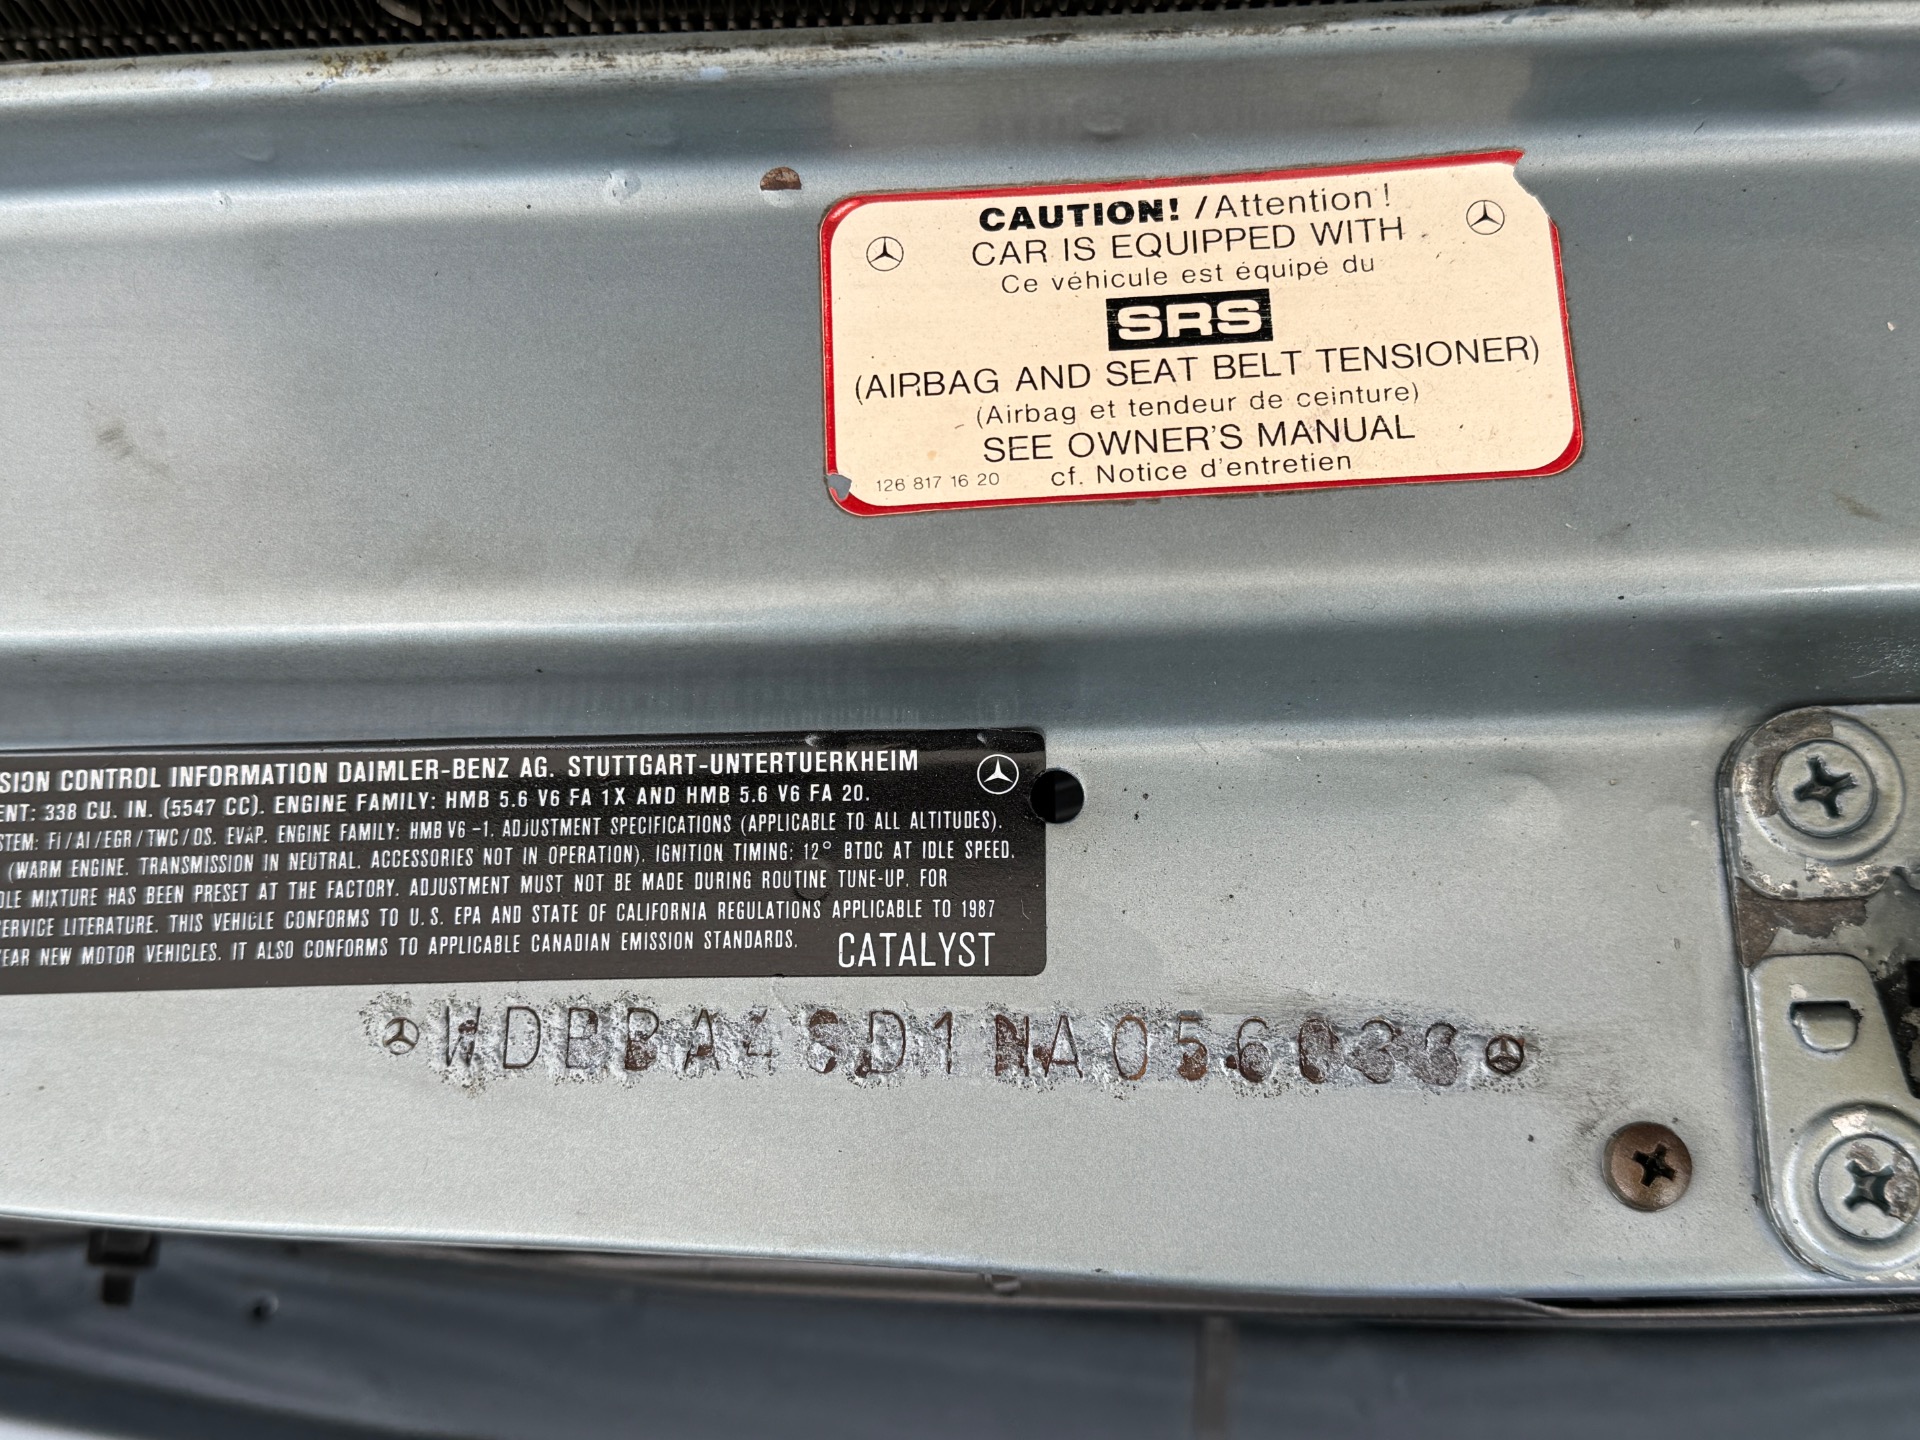 CAUTION! / Attention !
CAR IS EQUIPPED WITH
Ce véhicule est équipé du
SRS
(AIRBAG AND SEAT BELT TENSIONER)
(Airbag et tendeur de ceinture)
SEE OWNER'S MANUAL
126 817 16 20 cf. Notice d'entretien
SION CONTROL INFORMATION DAIMLER-BENZ AG. STUTTGART-UNTERTUERKHEIM
ENT: 338 CU. IN. (5547 CC). ENGINE FAMILY: HMB 5.6 V6 FA 1X AND HMB 5.6 V6 FA 20.
STEM: FI/AI/EGR/TWC/OS. EVAP. ENGINE FAMILY: HMB V6-1. ADJUSTMENT SPECIFICATIONS (APPLICABLE TO ALL ALTITUDES).
(WARM ENGINE. TRANSMISSION IN NEUTRAL. ACCESSORIES NOT IN OPERATION). IGNITION TIMING: 12° BTDC AT IDLE SPEED.
DLE MIXTURE HAS BEEN PRESET AT THE FACTORY. ADJUSTMENT MUST NOT BE MADE DURING ROUTINE TUNE-UP. FOR
SERVICE LITERATURE. THIS VEHICLE CONFORMS TO U.S. EPA AND STATE OF CALIFORNIA REGULATIONS APPLICABLE TO 1987
YEAR NEW MOTOR VEHICLES. IT ALSO CONFORMS TO APPLICABLE CANADIAN EMISSION STANDARDS. CATALYST